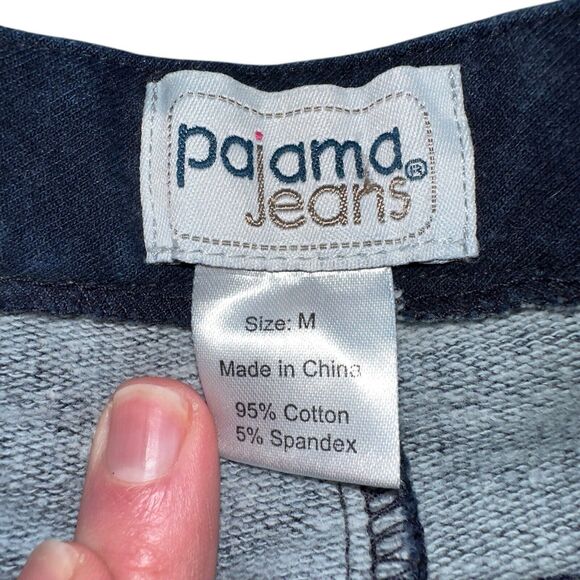 pajama®
jeans
Size: M
Made in China
95% Cotton
5% Spandex